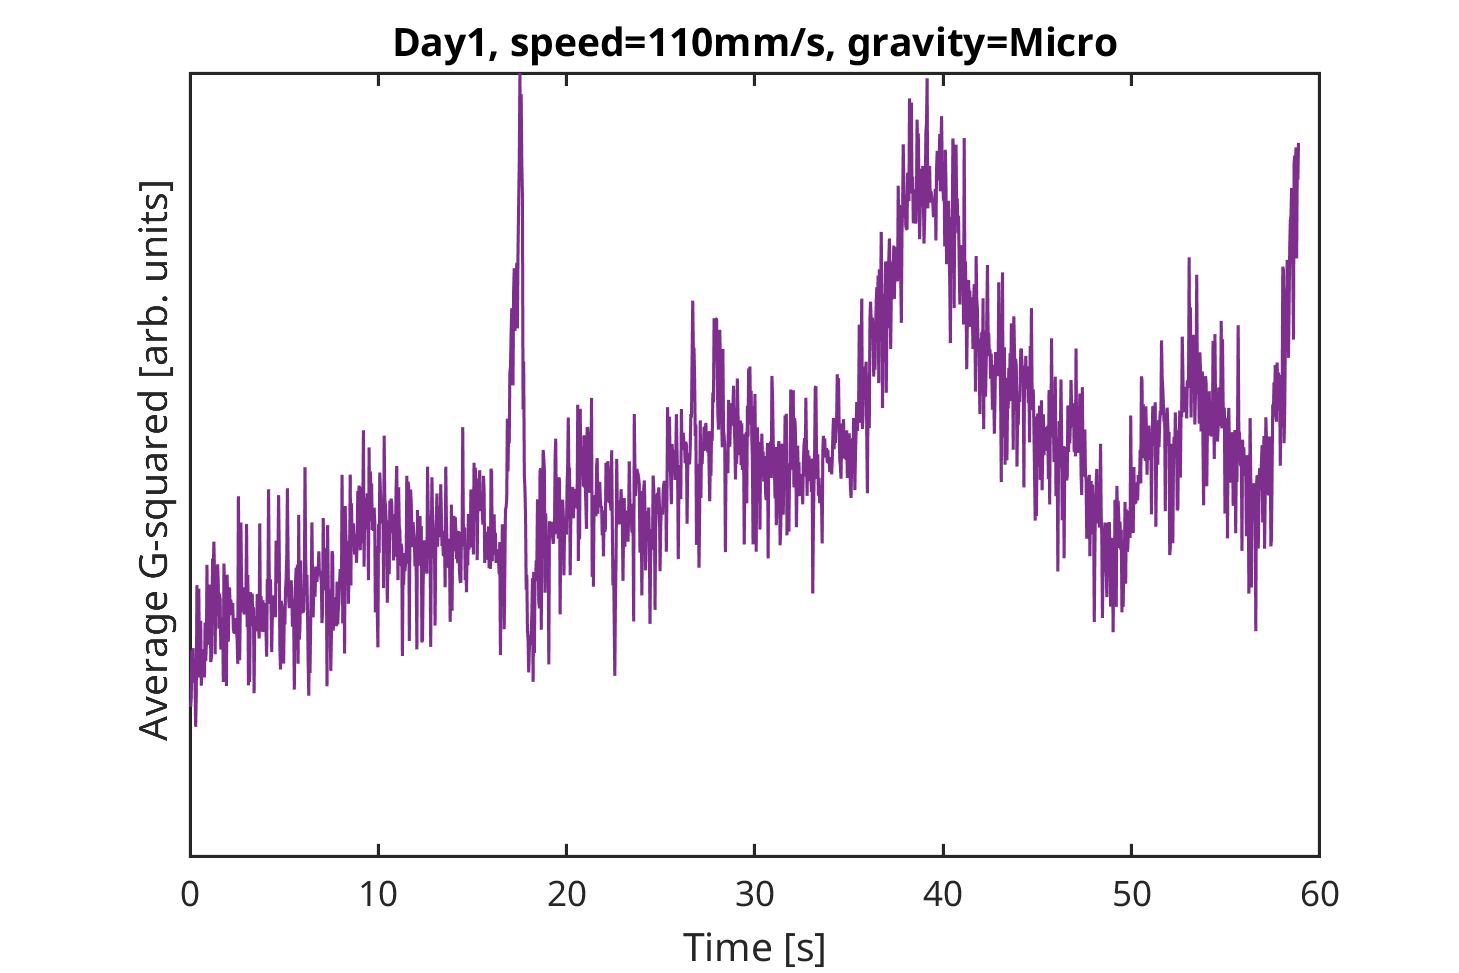 Day1, speed=110mm/s, gravity=Micro
Average G-squared [arb. units]
0 10 20 30 40 50 60
Time [s]